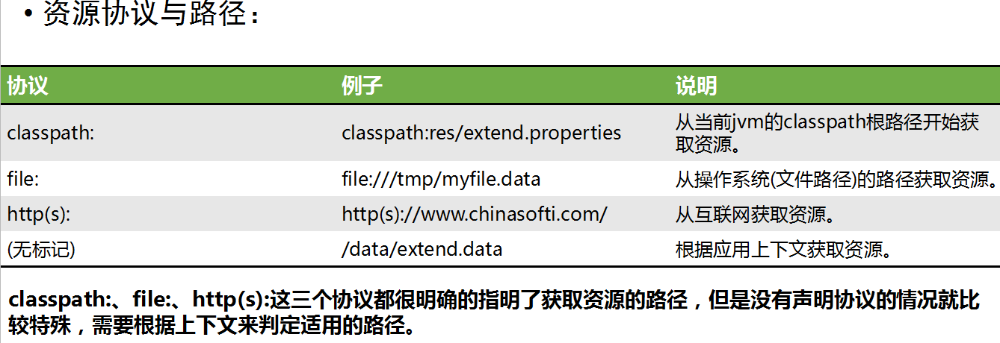 • 资源协议与路径：
协议 例子 说明
classpath: classpath:res/extend.properties 从当前jvm的classpath根路径开始获
取资源。
file: file:///tmp/myfile.data 从操作系统(文件路径)的路径获取资源。
http(s): http(s)://www.chinasofti.com/ 从互联网获取资源。
(无标记) /data/extend.data 根据应用上下文获取资源。
classpath:、file:、http(s):这三个协议都很明确的指明了获取资源的路径，但是没有声明协议的情况就比
较特殊，需要根据上下文来判定适用的路径。